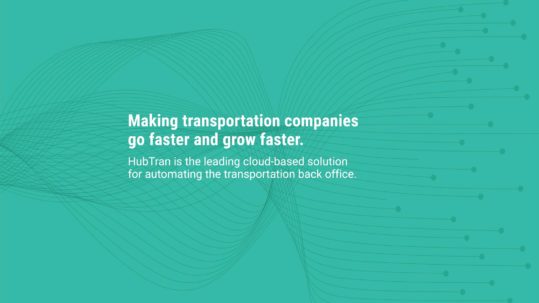 Making transportation companies
go faster and grow faster.
HubTran is the leading cloud-based solution
for automating the transportation back office.